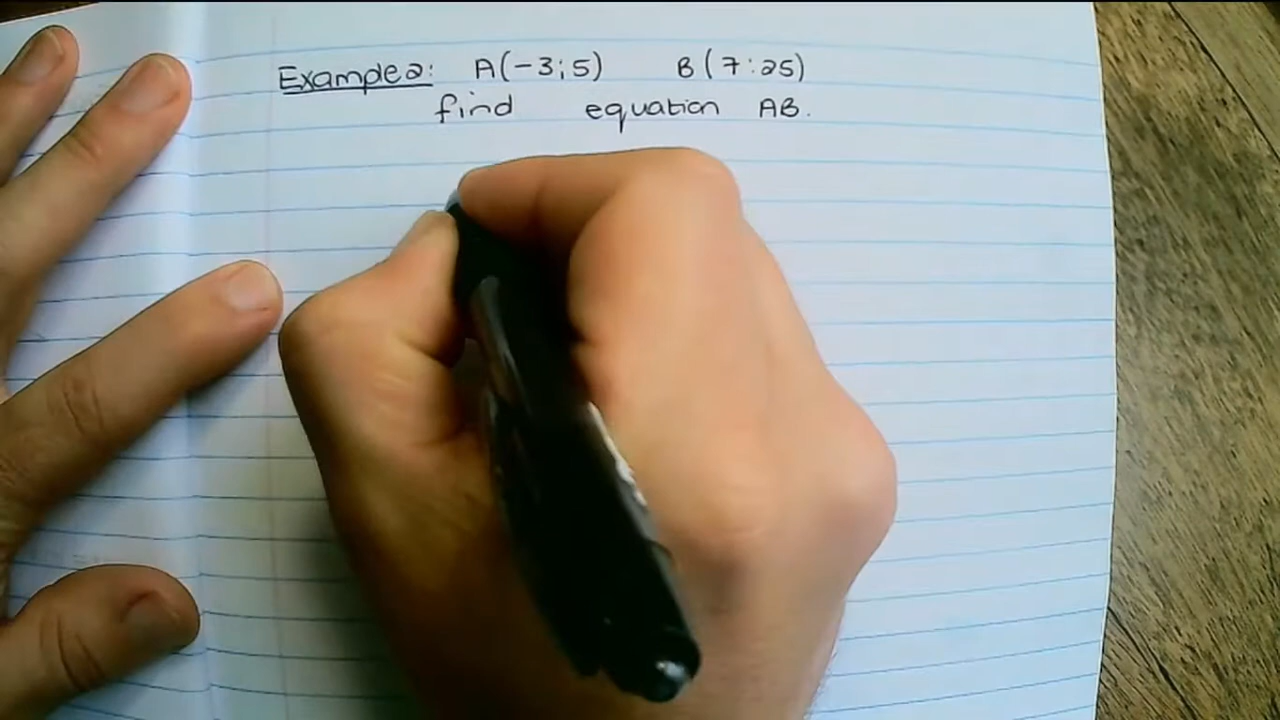 Example2: A(-3;5) B(7:25)
find equation AB.